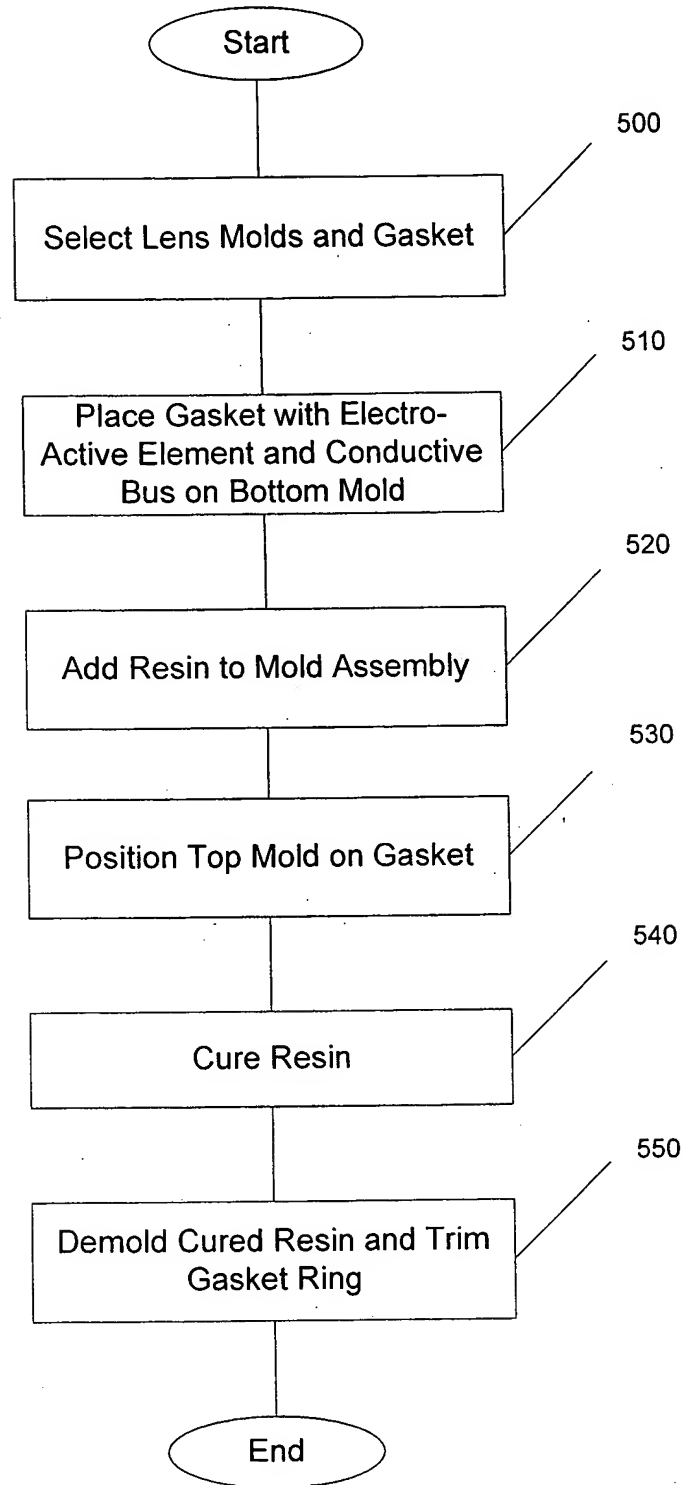 Start
500
Select Lens Molds and Gasket
510
Place Gasket with Electro-
Active Element and Conductive
Bus on Bottom Mold
520
Add Resin to Mold Assembly
530
Position Top Mold on Gasket
540
Cure Resin
550
Demold Cured Resin and Trim
Gasket Ring
End